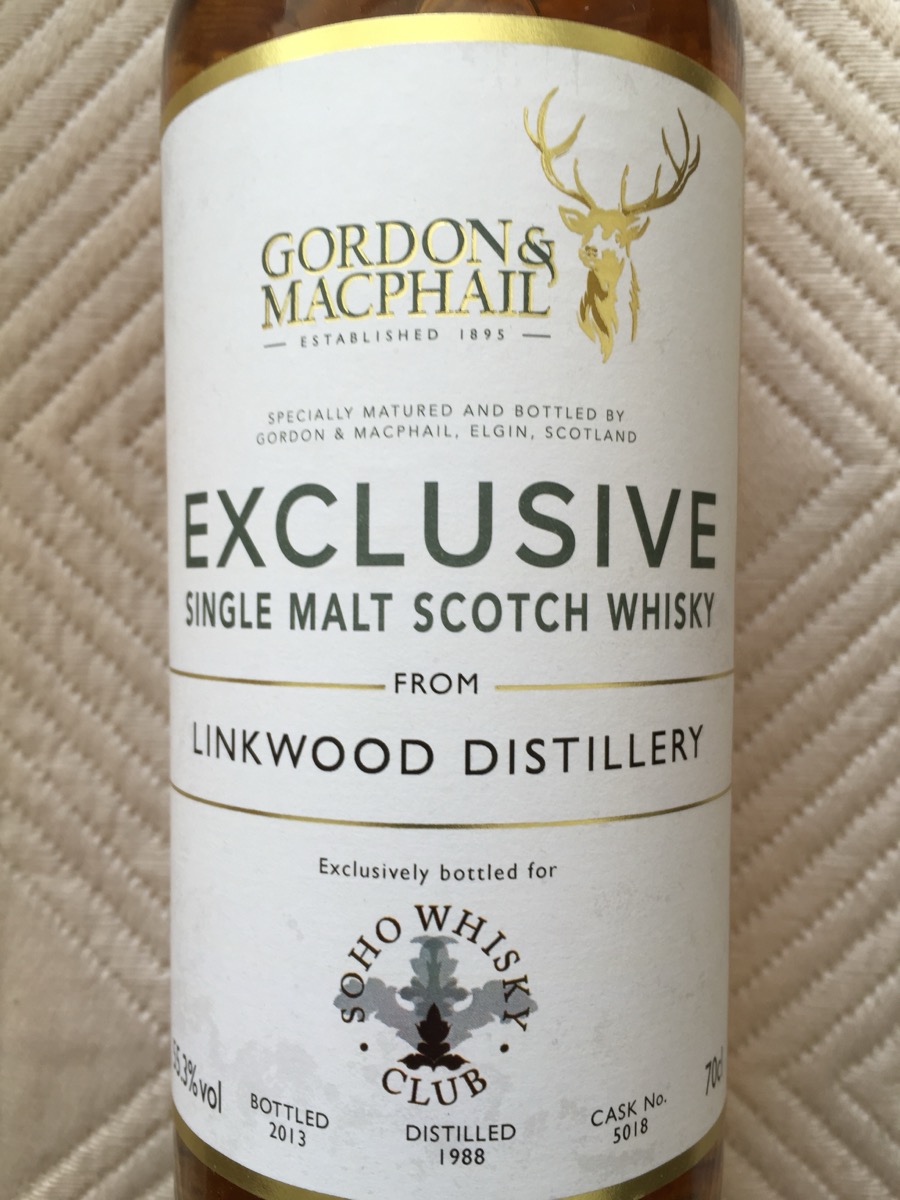 GORDON &
MACPHAIL
ESTABLISHED 1895
SPECIALLY MATURED AND BOTTLED BY
GORDON & MACPHAIL, ELGIN, SCOTLAND
EXCLUSIVE
SINGLE MALT SCOTCH WHISKY
FROM
LINKWOOD DISTILLERY
Exclusively bottled for
SOHO WHISKY
• CLUB •
55.3%vol
BOTTLED
2013
DISTILLED
1988
CASK No.
5018
70cl